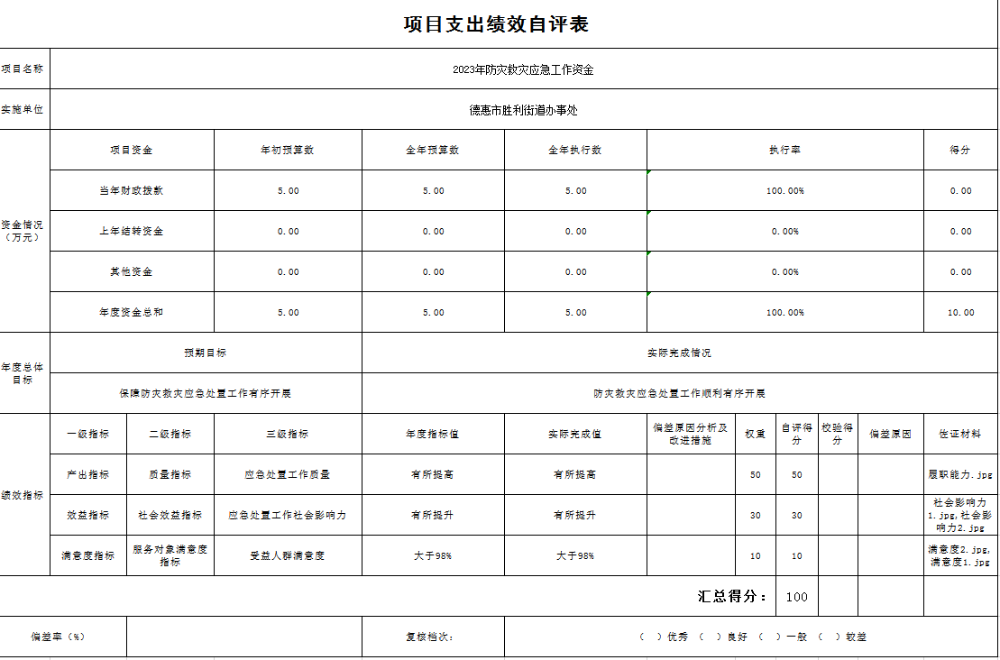 项目支出绩效自评表
项目名称
2023年防灾救灾应急工作资金
实施单位
德惠市胜利街道办事处
资金情况
（万元）
项目资金 年初预算数 全年预算数 全年执行数 执行率 得分
当年财政拨款 5.00 5.00 5.00 100.00% 0.00
上年结转资金 0.00 0.00 0.00 0.00% 0.00
其他资金 0.00 0.00 0.00 0.00% 0.00
年度资金总和 5.00 5.00 5.00 100.00% 10.00
年度总体
目标
预期目标 实际完成情况
保障防灾救灾应急处置工作有序开展 防灾救灾应急处置工作顺利有序开展
绩效指标
一级指标 二级指标 三级指标 年度指标值 实际完成值 偏差原因分析及
改进措施 权重 自评得
分 校验得
分 偏差原因 佐证材料
产出指标 质量指标 应急处置工作质量 有所提高 有所提高 50 50 履职能力.jpg
效益指标 社会效益指标 应急处置工作社会影响力 有所提升 有所提升 30 30 社会影响力
1.jpg,社会影
响力2.jpg
满意度指标 服务对象满意度
指标 受益人群满意度 大于98% 大于98% 10 10 满意度2.jpg,
满意度1.jpg
汇总得分： 100
偏差率（%） 复核档次： （ ）优秀 （ ）良好 （ ）一般 （ ）较差